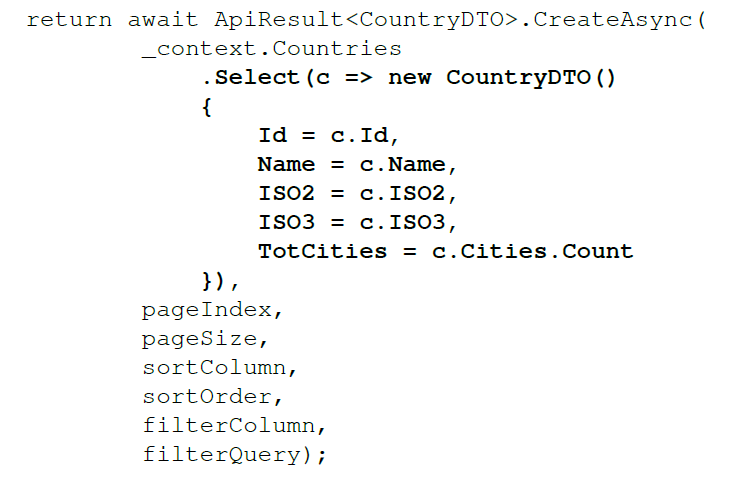 return await ApiResult<CountryDTO>.CreateAsync(
        _context.Countries
            .Select(c => new CountryDTO()
            {
                Id = c.Id,
                Name = c.Name,
                ISO2 = c.ISO2,
                ISO3 = c.ISO3,
                TotCities = c.Cities.Count
            }),
        pageIndex,
        pageSize,
        sortColumn,
        sortOrder,
        filterColumn,
        filterQuery);